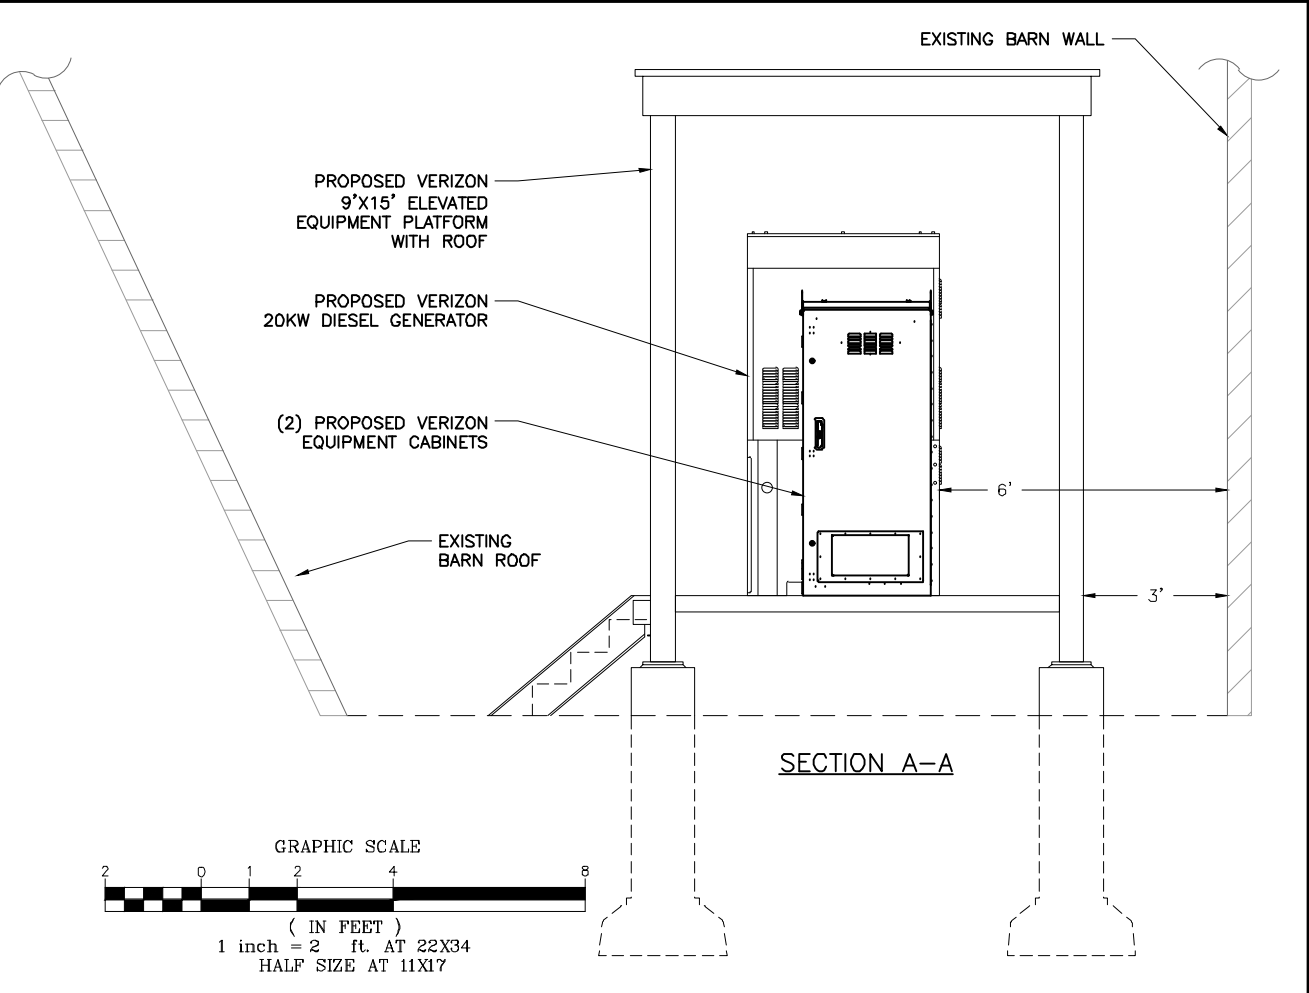 EXISTING BARN WALL
PROPOSED VERIZON
9'X15' ELEVATED
EQUIPMENT PLATFORM
WITH ROOF
PROPOSED VERIZON
20KW DIESEL GENERATOR
(2) PROPOSED VERIZON
EQUIPMENT CABINETS
6'
EXISTING
BARN ROOF
3'
SECTION A-A
GRAPHIC SCALE
2 0 1 2 4 8
( IN FEET )
1 inch = 2 ft. AT 22X34
HALF SIZE AT 11X17